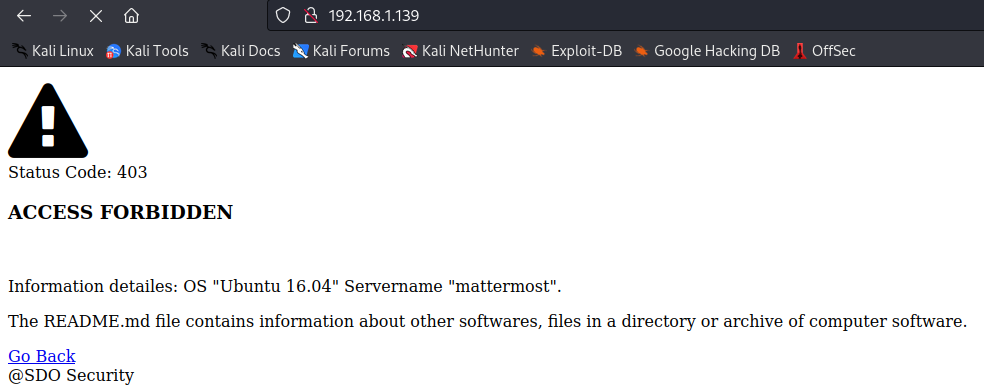 192.168.1.139
Kali Linux Kali Tools Kali Docs Kali Forums Kali NetHunter Exploit-DB Google Hacking DB OffSec
Status Code: 403
ACCESS FORBIDDEN
Information detailes: OS "Ubuntu 16.04" Servername "mattermost".
The README.md file contains information about other softwares, files in a directory or archive of computer software.
Go Back
@SDO Security